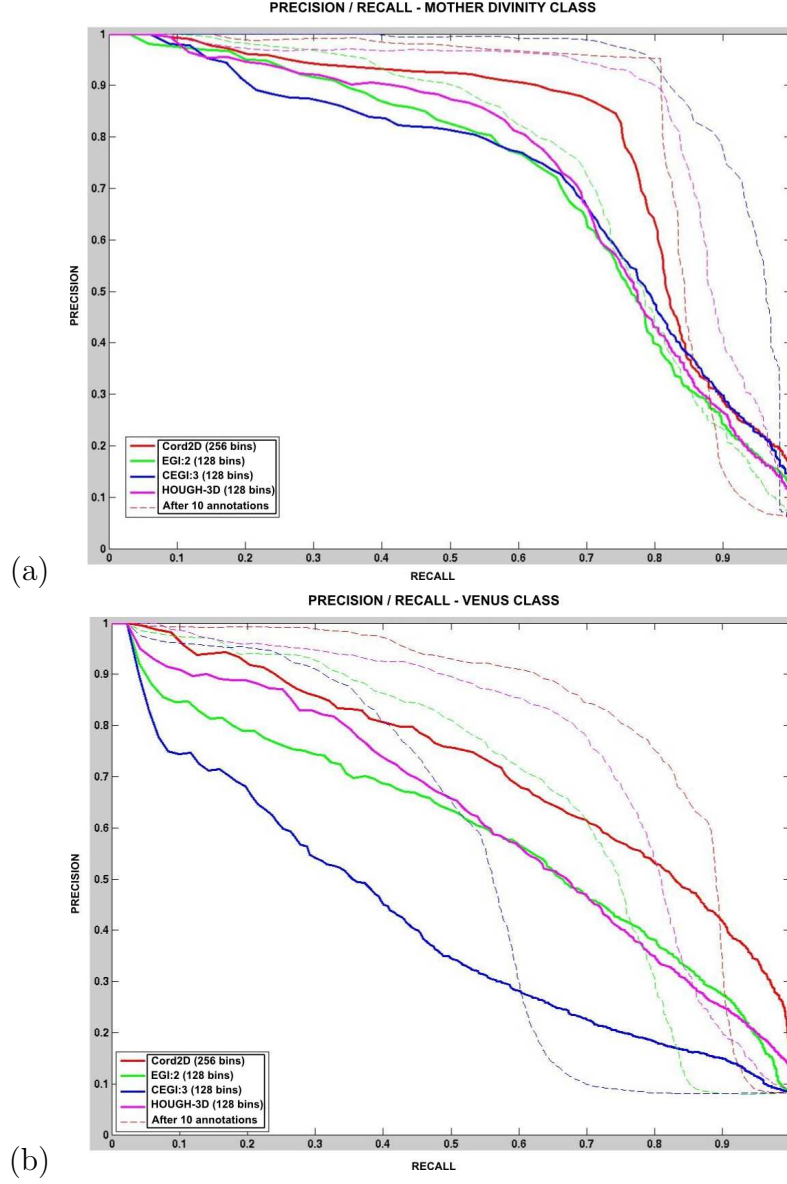 PRECISION / RECALL - MOTHER DIVINITY CLASS
1
0.9
0.8
0.7
0.6
0.5
0.4
0.3
0.2
0.1
0
PRECISION
Cord2D (256 bins)
EGI:2 (128 bins)
CEGI:3 (128 bins)
HOUGH-3D (128 bins)
After 10 annotations
0 0.1 0.2 0.3 0.4 0.5 0.6 0.7 0.8 0.9
RECALL
(a)
PRECISION / RECALL - VENUS CLASS
1
0.9
0.8
0.7
0.6
0.5
0.4
0.3
0.2
0.1
0
PRECISION
Cord2D (256 bins)
EGI:2 (128 bins)
CEGI:3 (128 bins)
HOUGH-3D (128 bins)
After 10 annotations
0 0.1 0.2 0.3 0.4 0.5 0.6 0.7 0.8 0.9
RECALL
(b)